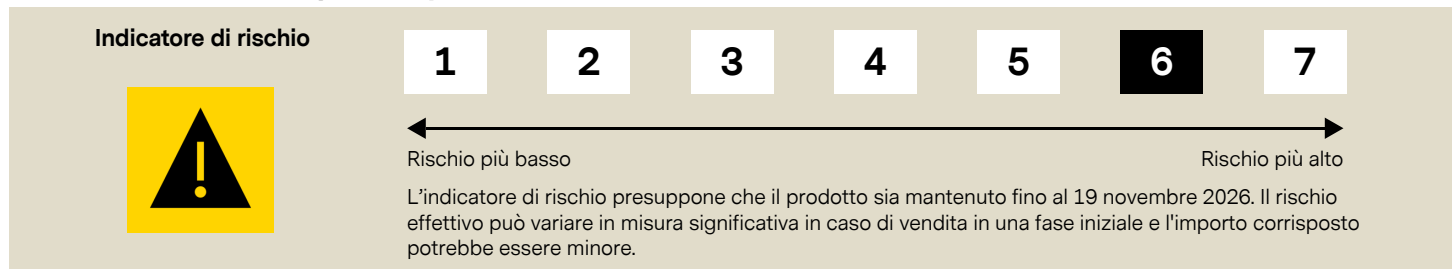 Indicatore di rischio
1 2 3 4 5 6 7
Rischio più basso Rischio più alto
L’indicatore di rischio presuppone che il prodotto sia mantenuto fino al 19 novembre 2026. Il rischio
effettivo può variare in misura significativa in caso di vendita in una fase iniziale e l'importo corrisposto
potrebbe essere minore.